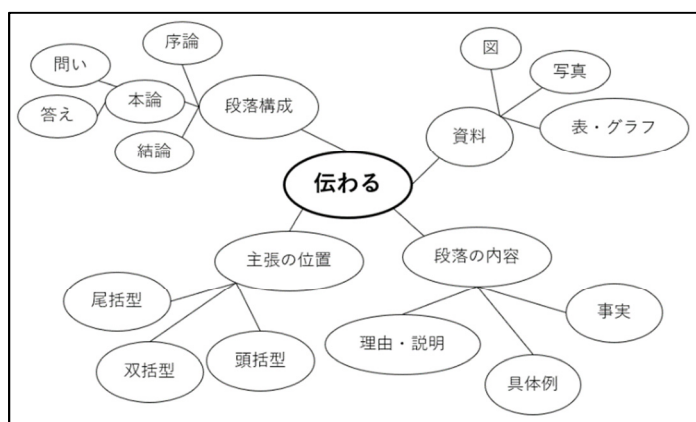 伝わる
段落構成
序論
本論
問い
答え
結論
資料
図
写真
表・グラフ
主張の位置
尾括型
双括型
頭括型
段落の内容
理由・説明
具体例
事実